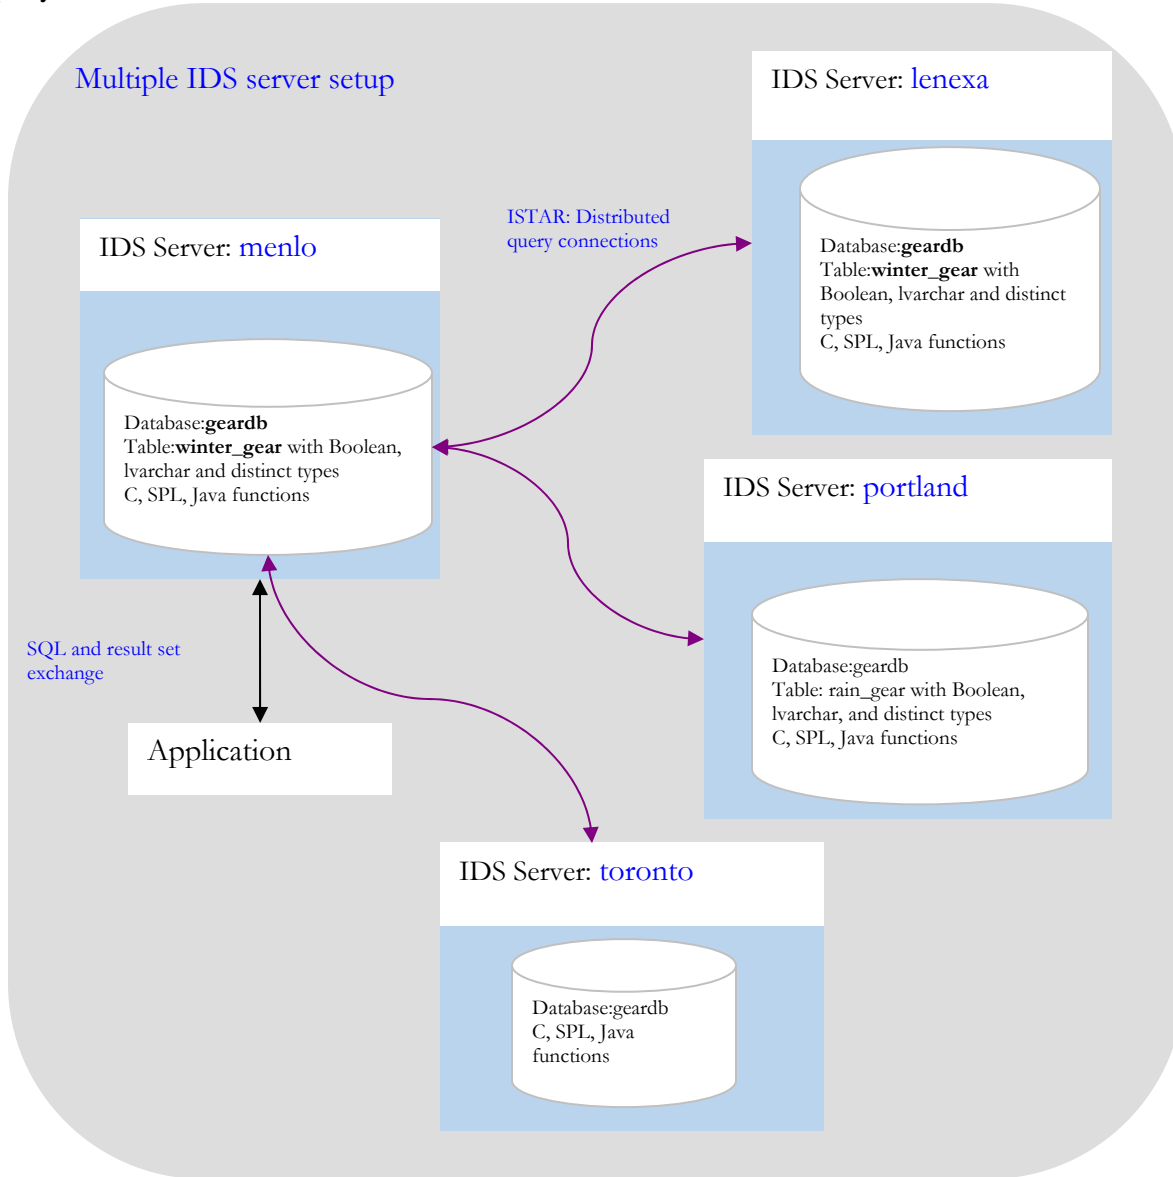 Multiple IDS server setup
IDS Server: lenexa
Database:geardb
Table:winter_gear with
Boolean, lvarchar and distinct
types
C, SPL, Java functions
ISTAR: Distributed
query connections
IDS Server: menlo
Database:geardb
Table:winter_gear with Boolean,
lvarchar and distinct types
C, SPL, Java functions
IDS Server: portland
Database:geardb
Table: rain_gear with Boolean,
lvarchar, and distinct types
C, SPL, Java functions
SQL and result set
exchange
Application
IDS Server: toronto
Database:geardb
C, SPL, Java
functions